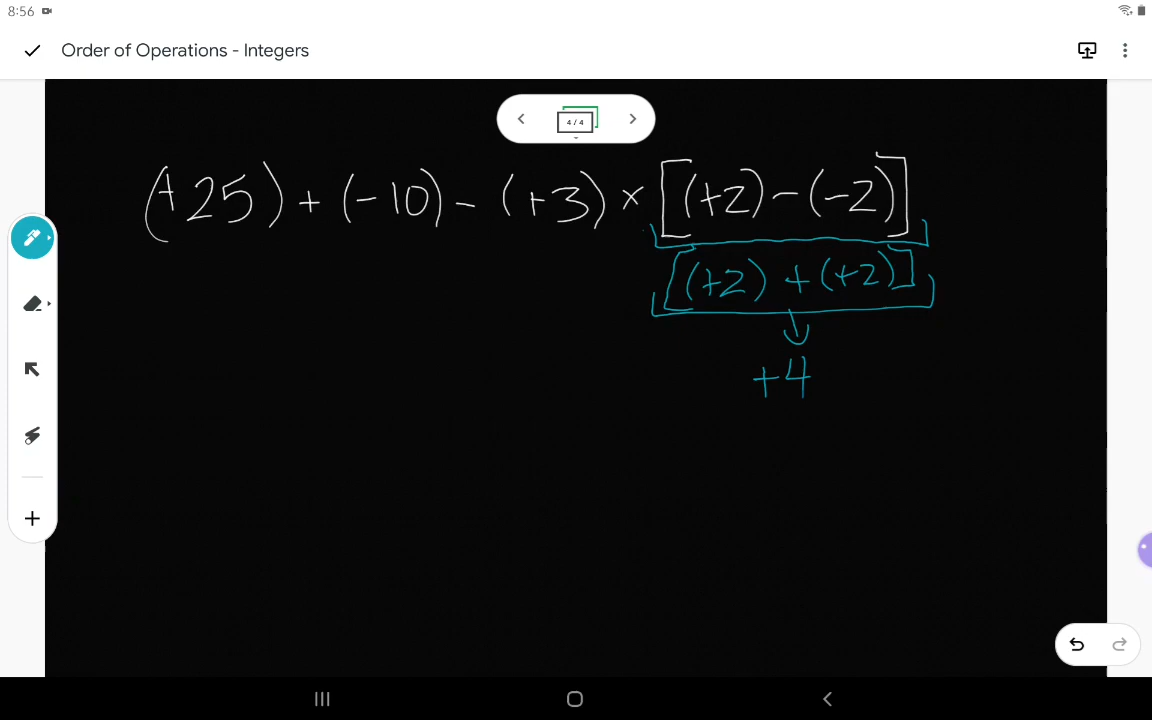 8:56
Order of Operations - Integers
4 / 4
(+25) + (-10) - (+3) × [(+2) - (-2)]
[(+2) + (+2)]
+4